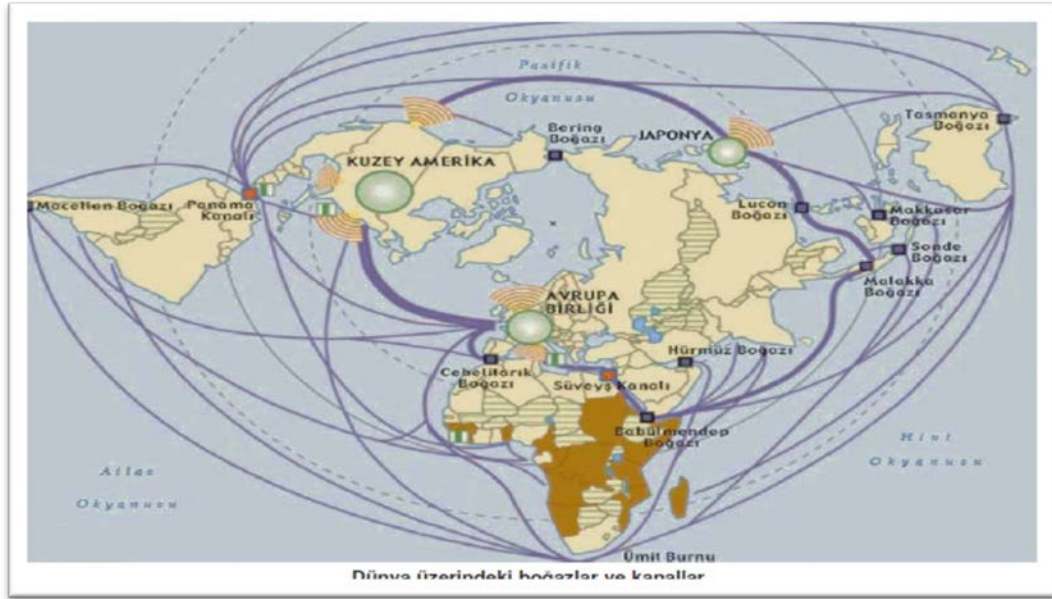 Pasifik
Okyanusu
Bering
Boğazı
JAPONYA
Tasmanya
Boğazı
KUZEY AMERİKA
Macellen Boğazı
Panama
Kanalı
Lucon
Boğazı
Makkasar
Boğazı
Sonde
Boğazı
Malakka
Boğazı
AVRUPA
BİRLİĞİ
Hürmüz Boğazı
Cebelitarık
Boğazı
Süveyş Kanalı
Babülmendep
Boğazı
Atlas
Okyanusu
Hint
Okyanusu
Ümit Burnu
Dünya üzerindeki boğazlar ve kanallar